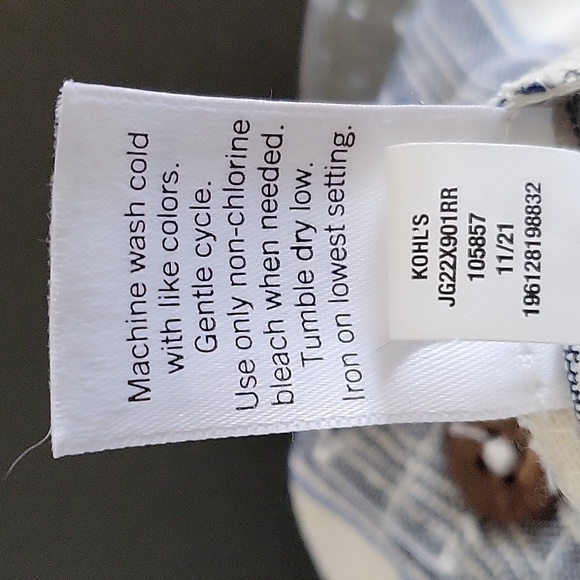 Machine wash cold
with like colors.
Gentle cycle.
Use only non-chlorine
bleach when needed.
Tumble dry low.
Iron on lowest setting.
KOHL'S
JG22X901RR
105857
11/21
196128198832